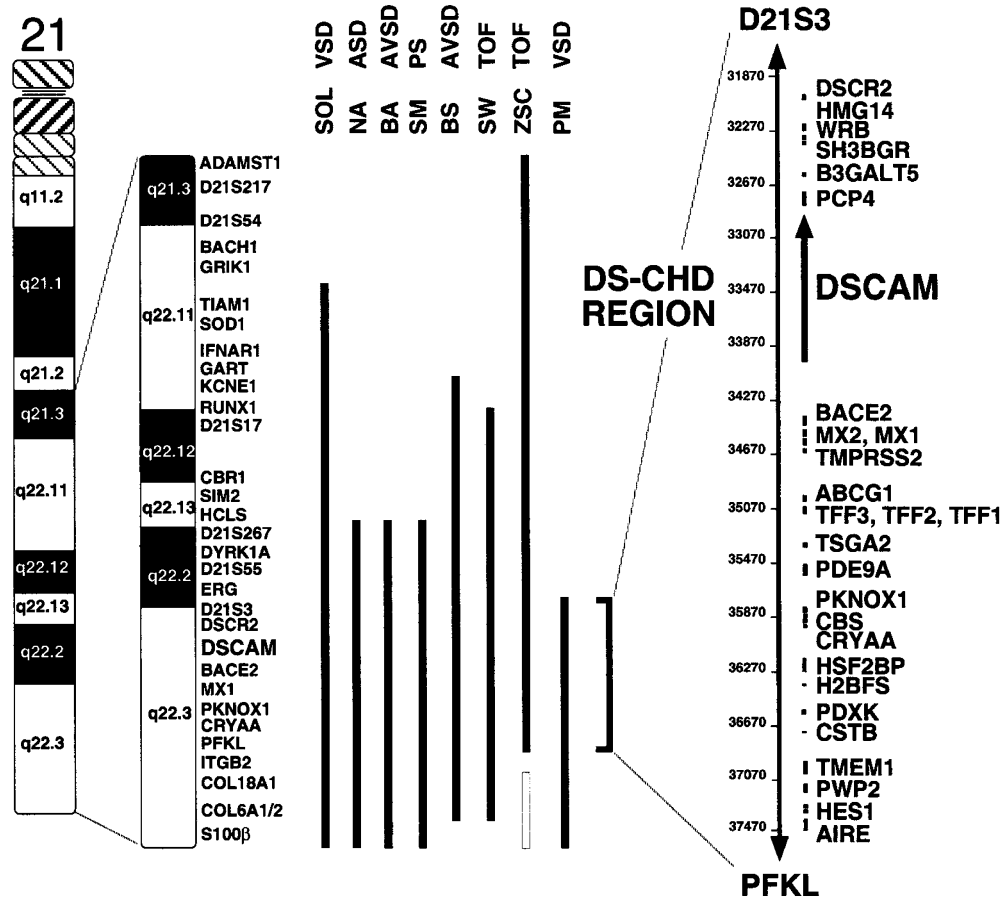 21
q11.2
q21.1
q21.2
q21.3
q22.11
q22.12
q22.13
q22.2
q22.3
q21.3
q22.11
q22.12
q22.13
q22.2
q22.3
ADAMST1
D21S217
D21S54
BACH1
GRIK1
TIAM1
SOD1
IFNAR1
GART
KCNE1
RUNX1
D21S17
CBR1
SIM2
HCLS
D21S267
DYRK1A
D21S55
ERG
D21S3
DSCR2
DSCAM
BACE2
MX1
PKNOX1
CRYAA
PFKL
ITGB2
COL18A1
COL6A1/2
S100β
SOL VSD
NA ASD
BA AVSD
SM PS
BS AVSD
SW TOF
ZSC TOF
PM VSD
DS-CHD
REGION
D21S3
31870
32270
32670
33070
33470
33870
34270
34670
35070
35470
35870
36270
36670
37070
37470
DSCR2
HMG14
WRB
SH3BGR
B3GALT5
PCP4
DSCAM
BACE2
MX2, MX1
TMPRSS2
ABCG1
TFF3, TFF2, TFF1
TSGA2
PDE9A
PKNOX1
CBS
CRYAA
HSF2BP
H2BFS
PDXK
CSTB
TMEM1
PWP2
HES1
AIRE
PFKL